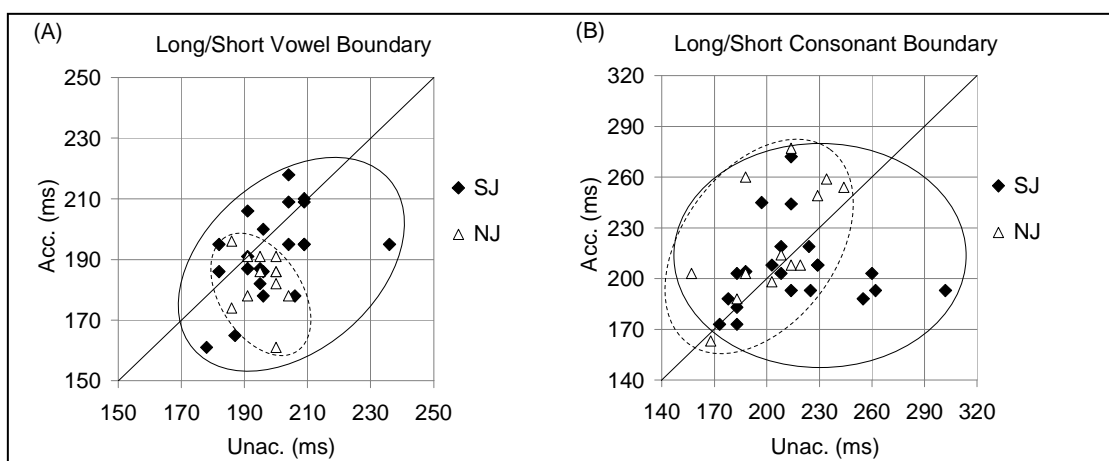 (A)
Long/Short Vowel Boundary
250
230
210
190
170
150
150 170 190 210 230 250
Acc. (ms)
Unac. (ms)
SJ
NJ
(B)
Long/Short Consonant Boundary
320
290
260
230
200
170
140
140 170 200 230 260 290 320
Acc. (ms)
Unac. (ms)
SJ
NJ